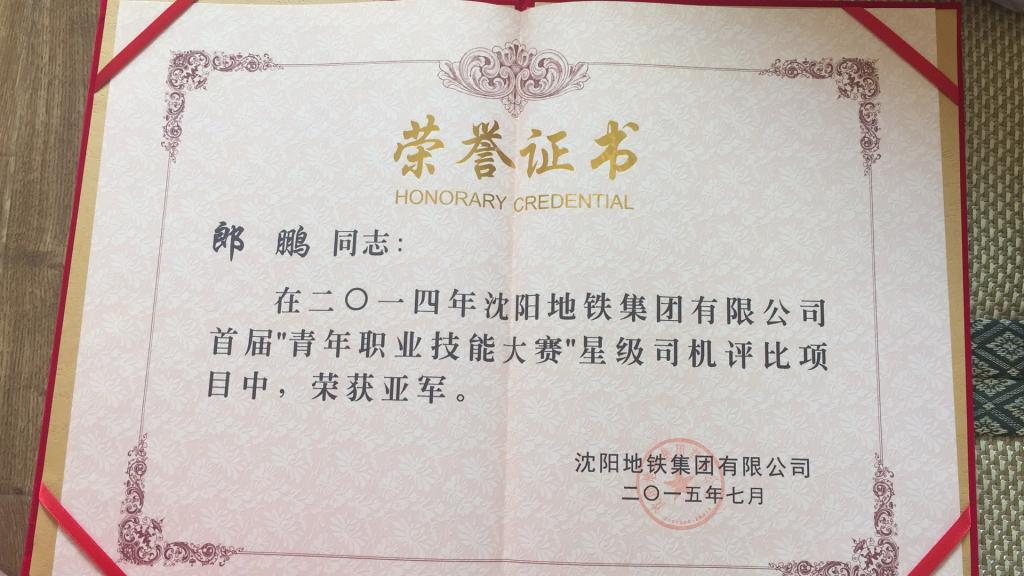 荣誉证书
HONORARY CREDENTIAL
郎 鹏 同志：
在二〇一四年沈阳地铁集团有限公司
首届"青年职业技能大赛"星级司机评比项
目中，荣获亚军。
沈阳地铁集团有限公司
二〇一五年七月